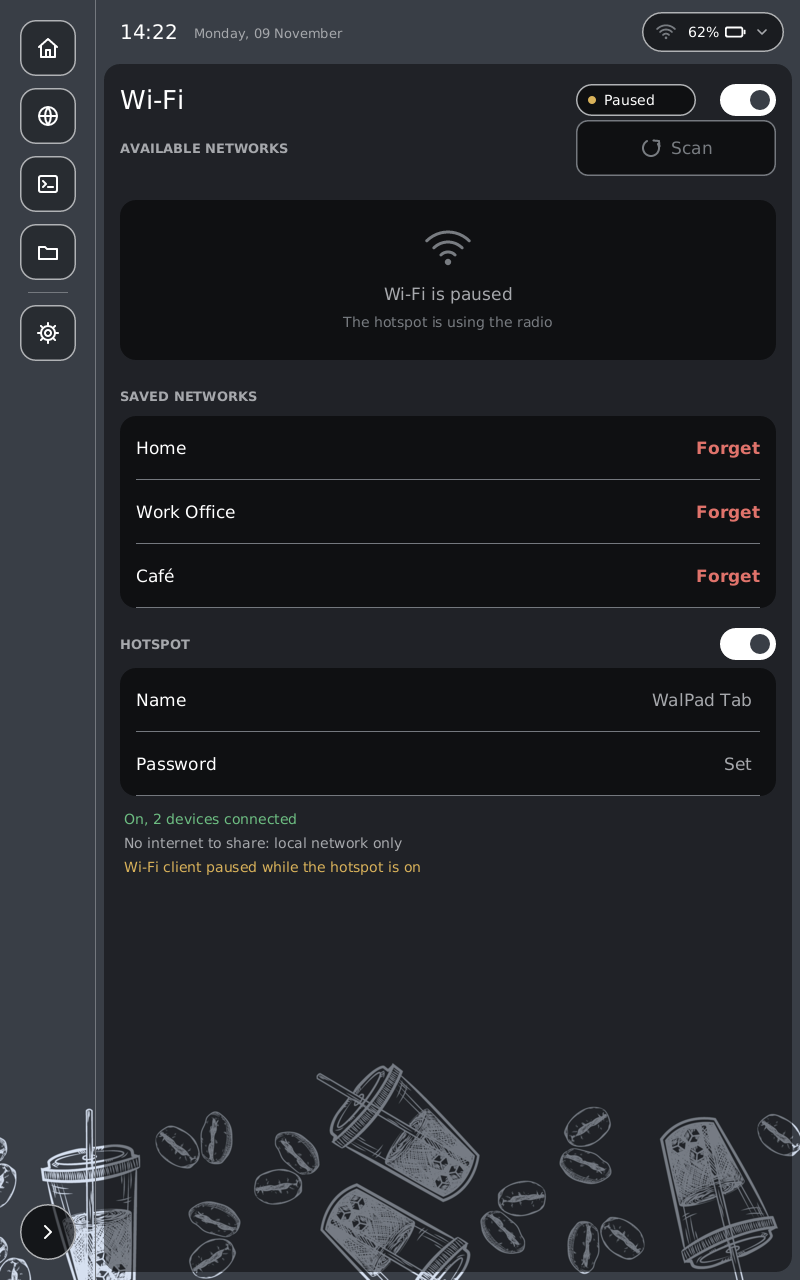 14:22 Monday, 09 November 62%
Wi-Fi Paused
AVAILABLE NETWORKS Scan
Wi-Fi is paused
The hotspot is using the radio
SAVED NETWORKS
Home Forget
Work Office Forget
Café Forget
HOTSPOT
Name WalPad Tab
Password Set
On, 2 devices connected
No internet to share: local network only
Wi-Fi client paused while the hotspot is on